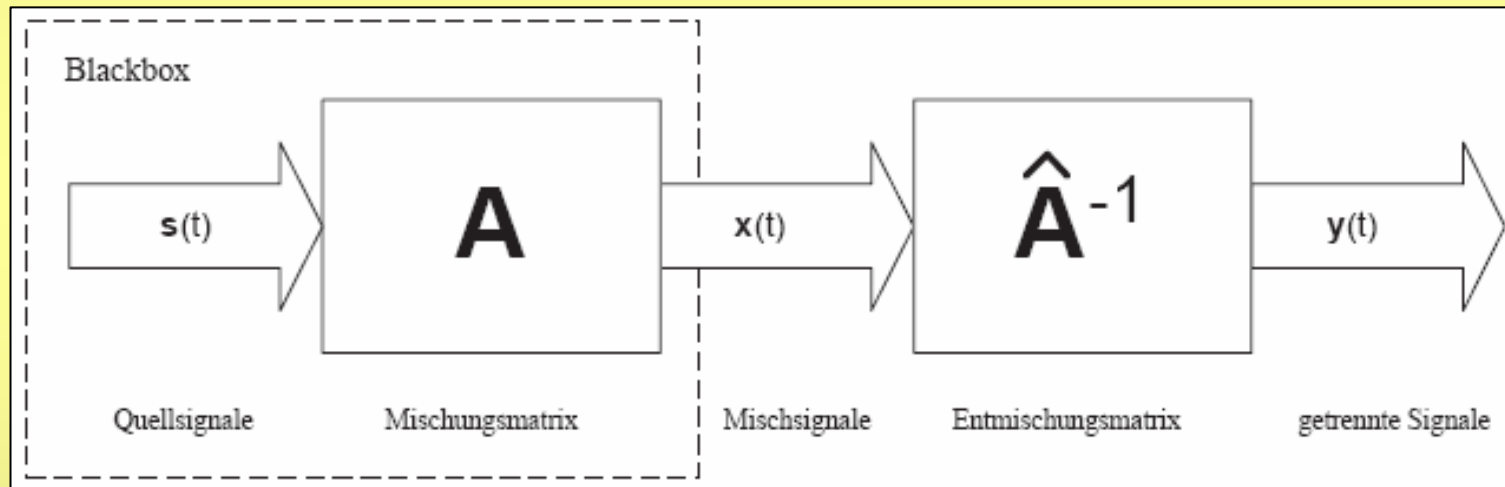 Blackbox
s(t)
A
x(t)
Â-1
y(t)
Quellsignale
Mischungsmatrix
Mischsignale
Entmischungsmatrix
getrennte Signale